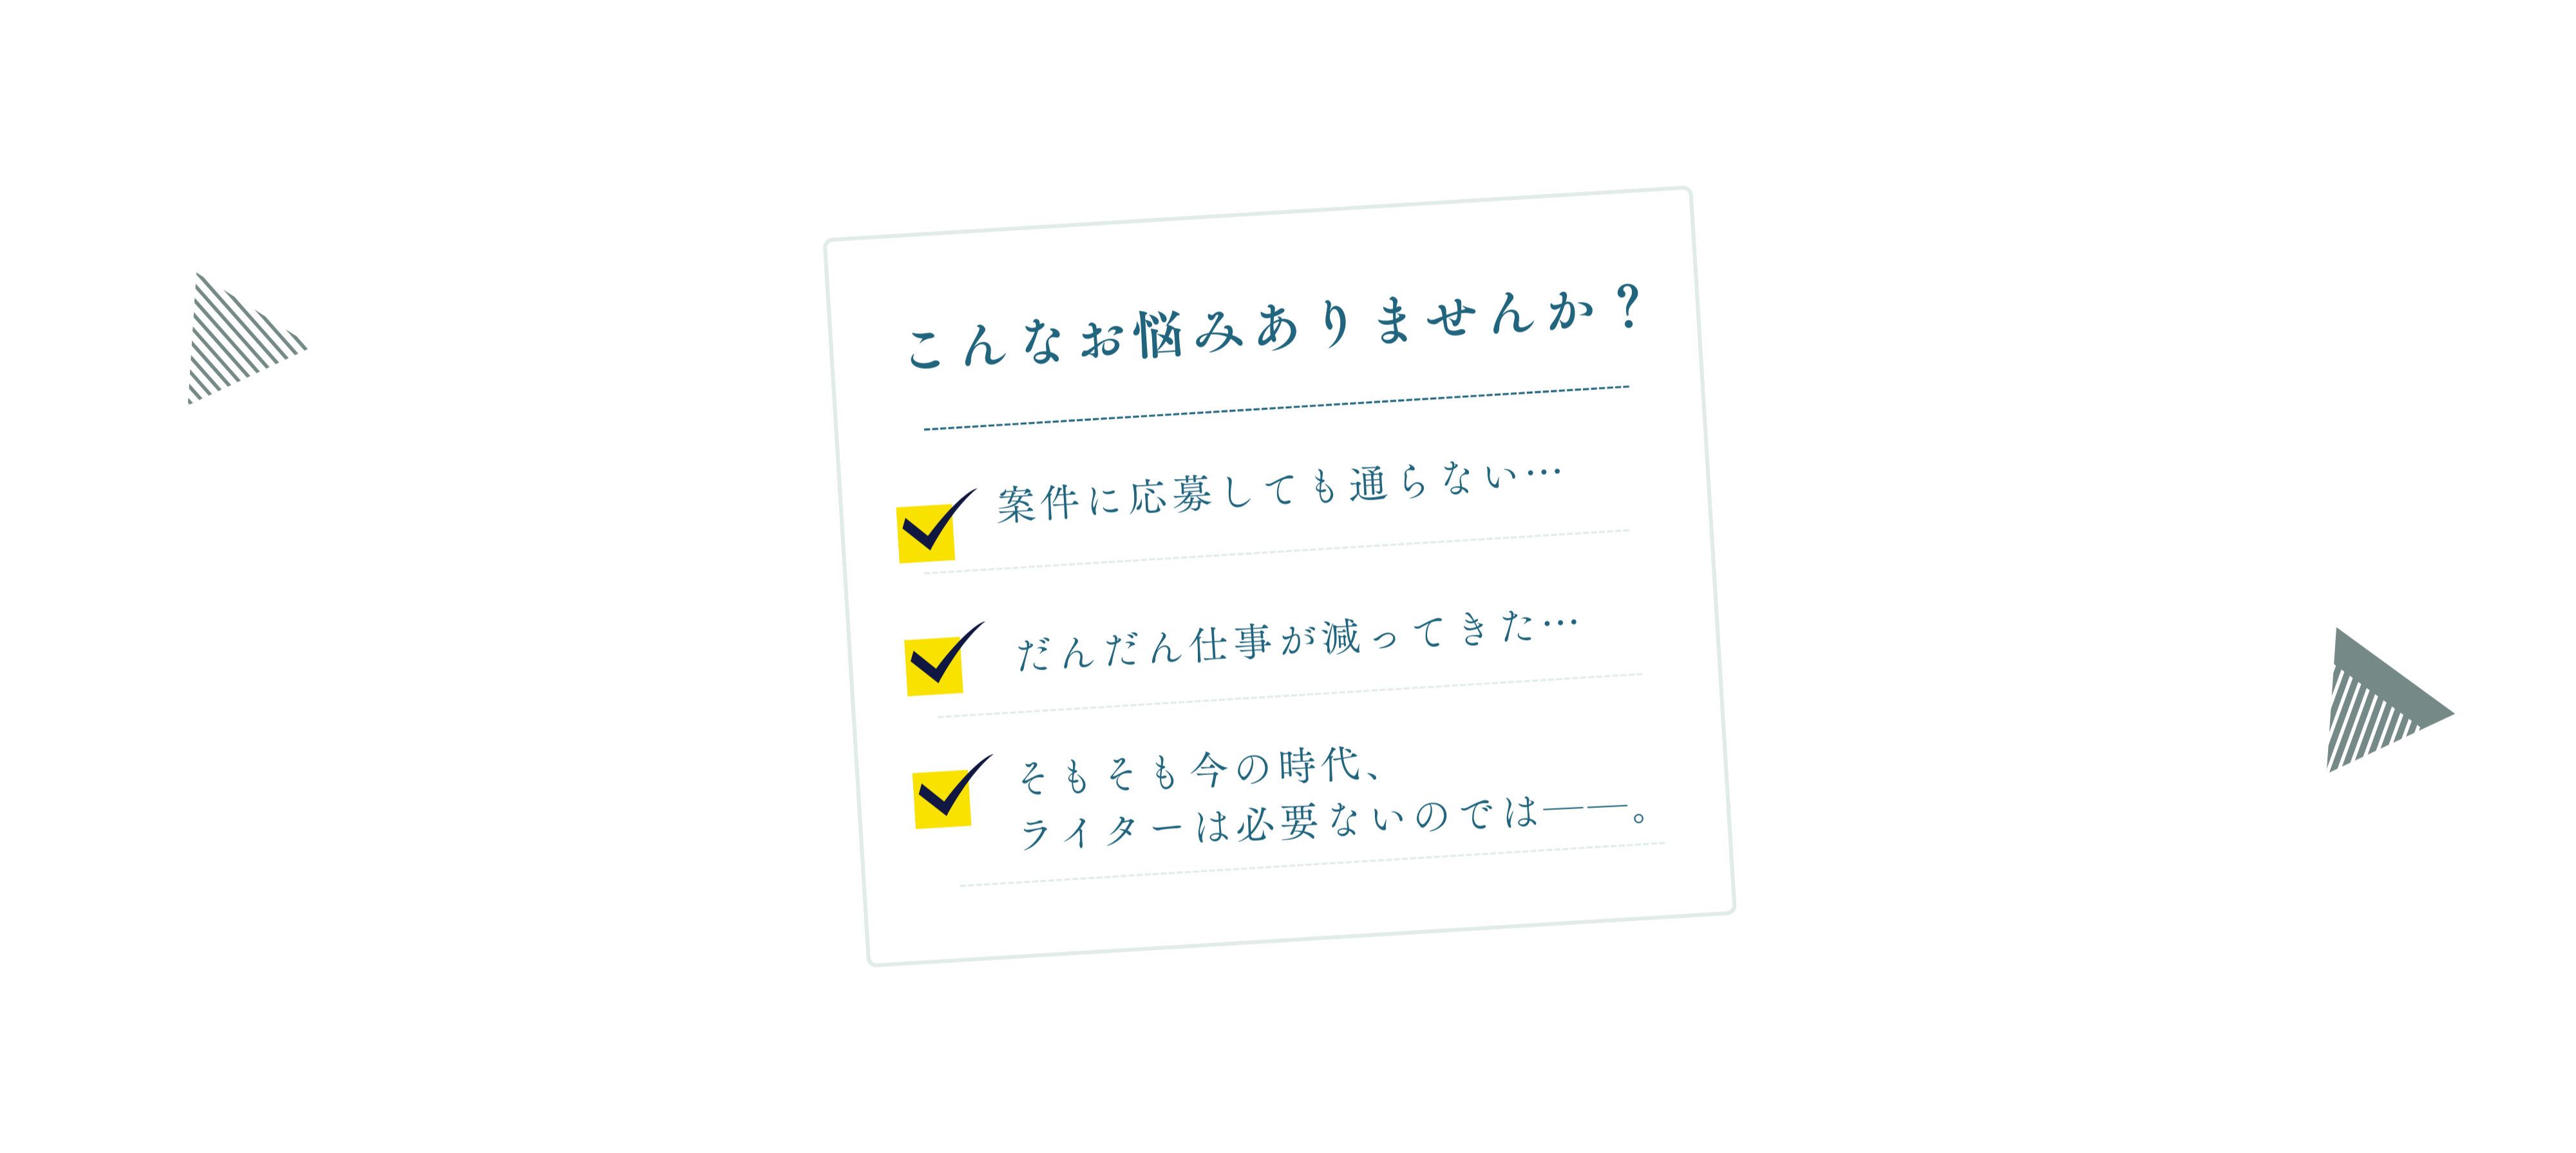 こんなお悩みありませんか？
案件に応募しても通らない…
だんだん仕事が減ってきた…
そもそも今の時代、
ライターは必要ないのでは――。